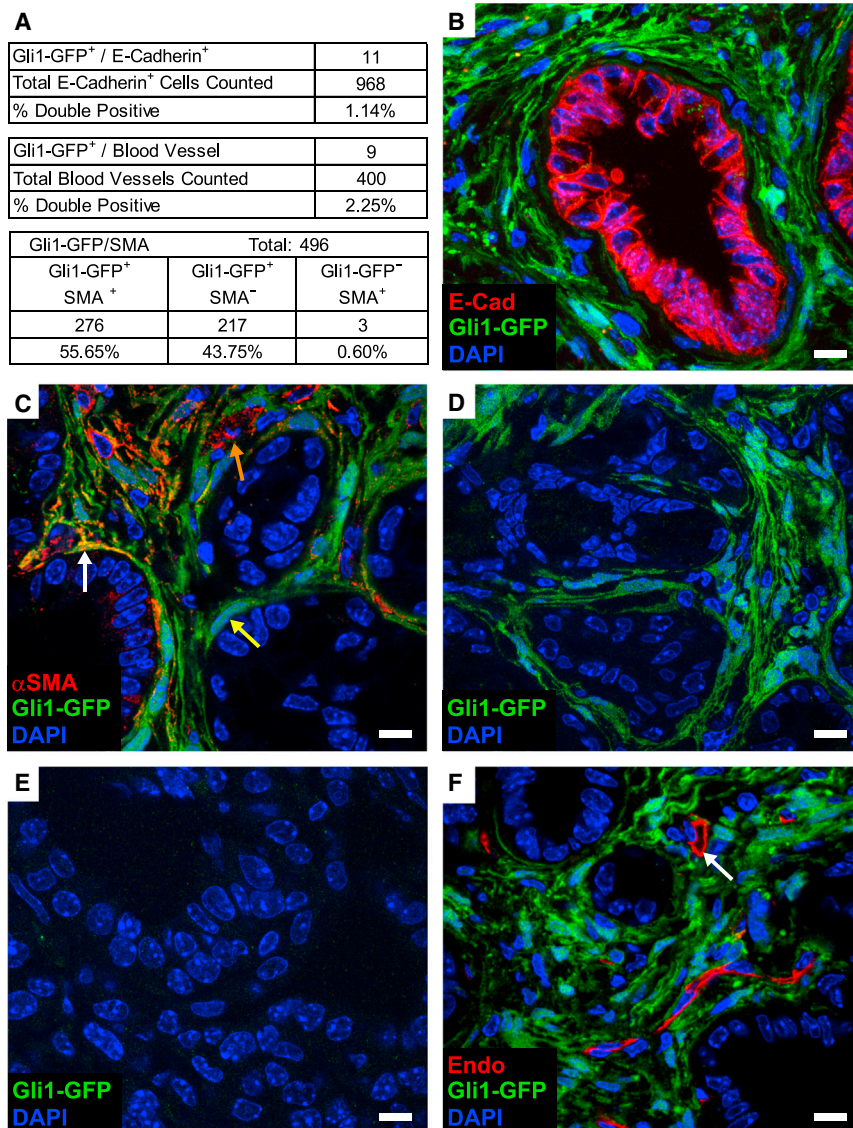 A
Gli1-GFP+ / E-Cadherin+ 11
Total E-Cadherin+ Cells Counted 968
% Double Positive 1.14%
Gli1-GFP+ / Blood Vessel 9
Total Blood Vessels Counted 400
% Double Positive 2.25%
Gli1-GFP/SMA Total: 496
Gli1-GFP+ Gli1-GFP+ Gli1-GFP−
SMA + SMA− SMA+
276 217 3
55.65% 43.75% 0.60%
B
E-Cad
Gli1-GFP
DAPI
C
αSMA
Gli1-GFP
DAPI
D
Gli1-GFP
DAPI
E
Gli1-GFP
DAPI
F
Endo
Gli1-GFP
DAPI